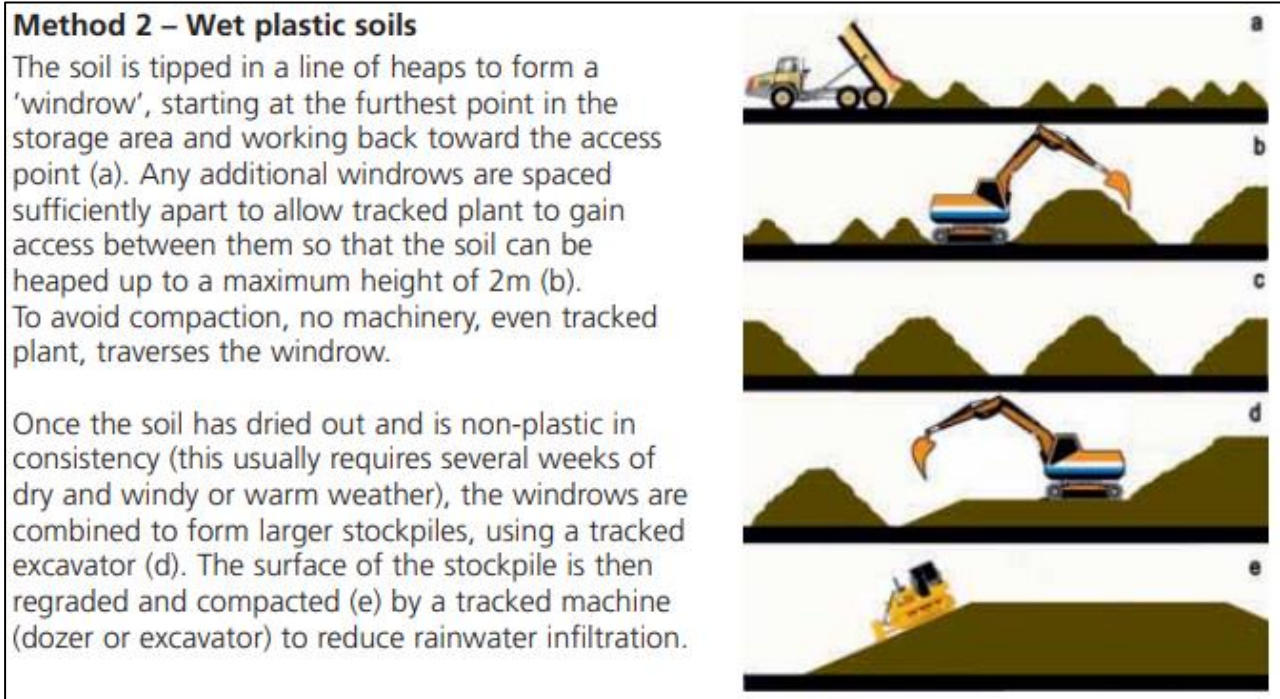 Method 2 – Wet plastic soils
The soil is tipped in a line of heaps to form a
‘windrow’, starting at the furthest point in the
storage area and working back toward the access
point (a). Any additional windrows are spaced
sufficiently apart to allow tracked plant to gain
access between them so that the soil can be
heaped up to a maximum height of 2m (b).
To avoid compaction, no machinery, even tracked
plant, traverses the windrow.
Once the soil has dried out and is non-plastic in
consistency (this usually requires several weeks of
dry and windy or warm weather), the windrows are
combined to form larger stockpiles, using a tracked
excavator (d). The surface of the stockpile is then
regraded and compacted (e) by a tracked machine
(dozer or excavator) to reduce rainwater infiltration.
a
b
c
d
e